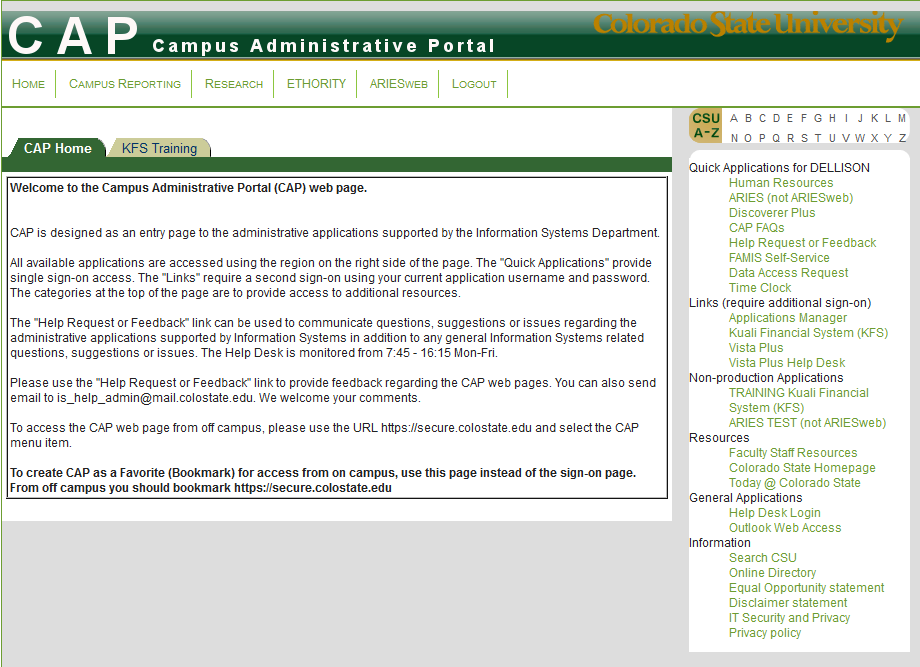 CAP Campus Administrative Portal
Colorado State University
HOME CAMPUS REPORTING RESEARCH ETHORITY ARIESWEB LOGOUT
CAP Home KFS Training
Welcome to the Campus Administrative Portal (CAP) web page.
CAP is designed as an entry page to the administrative applications supported by the Information Systems Department.
All available applications are accessed using the region on the right side of the page. The "Quick Applications" provide
single sign-on access. The "Links" require a second sign-on using your current application username and password.
The categories at the top of the page are to provide access to additional resources.
The "Help Request or Feedback" link can be used to communicate questions, suggestions or issues regarding the
administrative applications supported by Information Systems in addition to any general Information Systems related
questions, suggestions or issues. The Help Desk is monitored from 7:45 - 16:15 Mon-Fri.
Please use the "Help Request or Feedback" link to provide feedback regarding the CAP web pages. You can also send
email to is_help_admin@mail.colostate.edu. We welcome your comments.
To access the CAP web page from off campus, please use the URL https://secure.colostate.edu and select the CAP
menu item.
To create CAP as a Favorite (Bookmark) for access from on campus, use this page instead of the sign-on page.
From off campus you should bookmark https://secure.colostate.edu
CSU A B C D E F G H I J K L M
A-Z N O P Q R S T U V W X Y Z
Quick Applications for DELLISON
Human Resources
ARIES (not ARIESweb)
Discoverer Plus
CAP FAQs
Help Request or Feedback
FAMIS Self-Service
Data Access Request
Time Clock
Links (require additional sign-on)
Applications Manager
Kuali Financial System (KFS)
Vista Plus
Vista Plus Help Desk
Non-production Applications
TRAINING Kuali Financial
System (KFS)
ARIES TEST (not ARIESweb)
Resources
Faculty Staff Resources
Colorado State Homepage
Today @ Colorado State
General Applications
Help Desk Login
Outlook Web Access
Information
Search CSU
Online Directory
Equal Opportunity statement
Disclaimer statement
IT Security and Privacy
Privacy policy